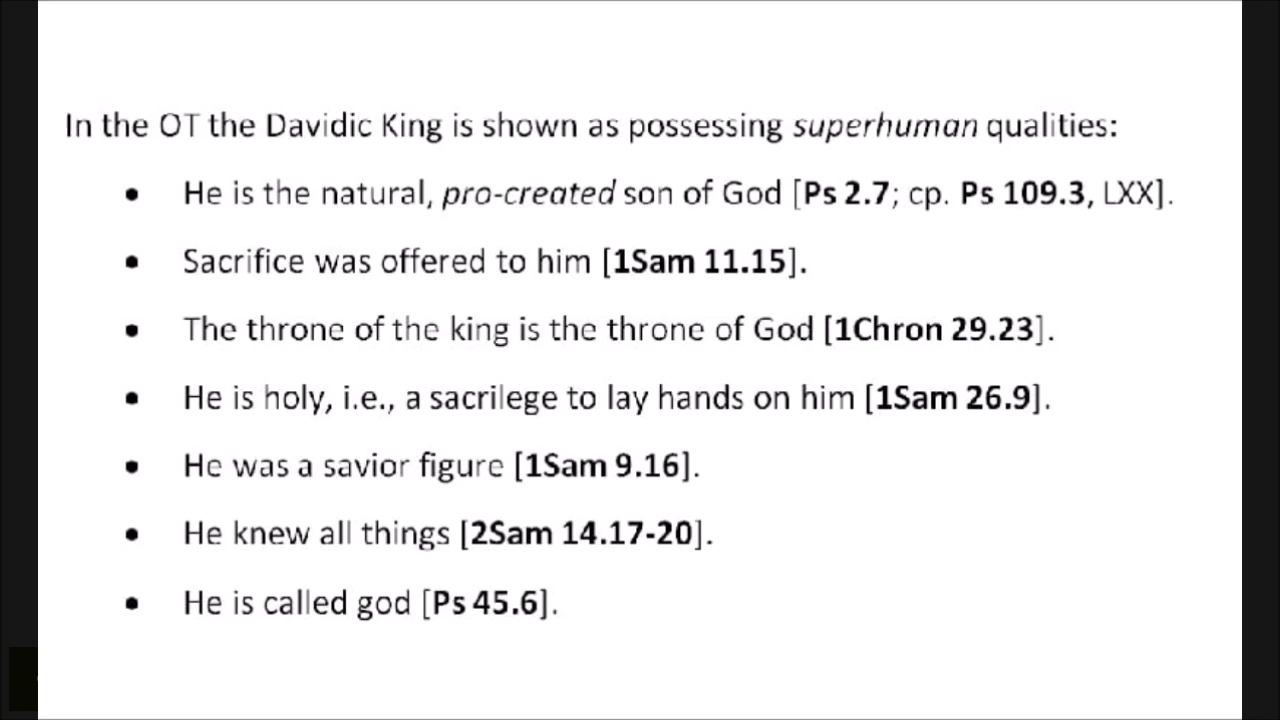 In the OT the Davidic King is shown as possessing superhuman qualities:
• He is the natural, pro-created son of God [Ps 2.7; cp. Ps 109.3, LXX].
• Sacrifice was offered to him [1Sam 11.15].
• The throne of the king is the throne of God [1Chron 29.23].
• He is holy, i.e., a sacrilege to lay hands on him [1Sam 26.9].
• He was a savior figure [1Sam 9.16].
• He knew all things [2Sam 14.17-20].
• He is called god [Ps 45.6].